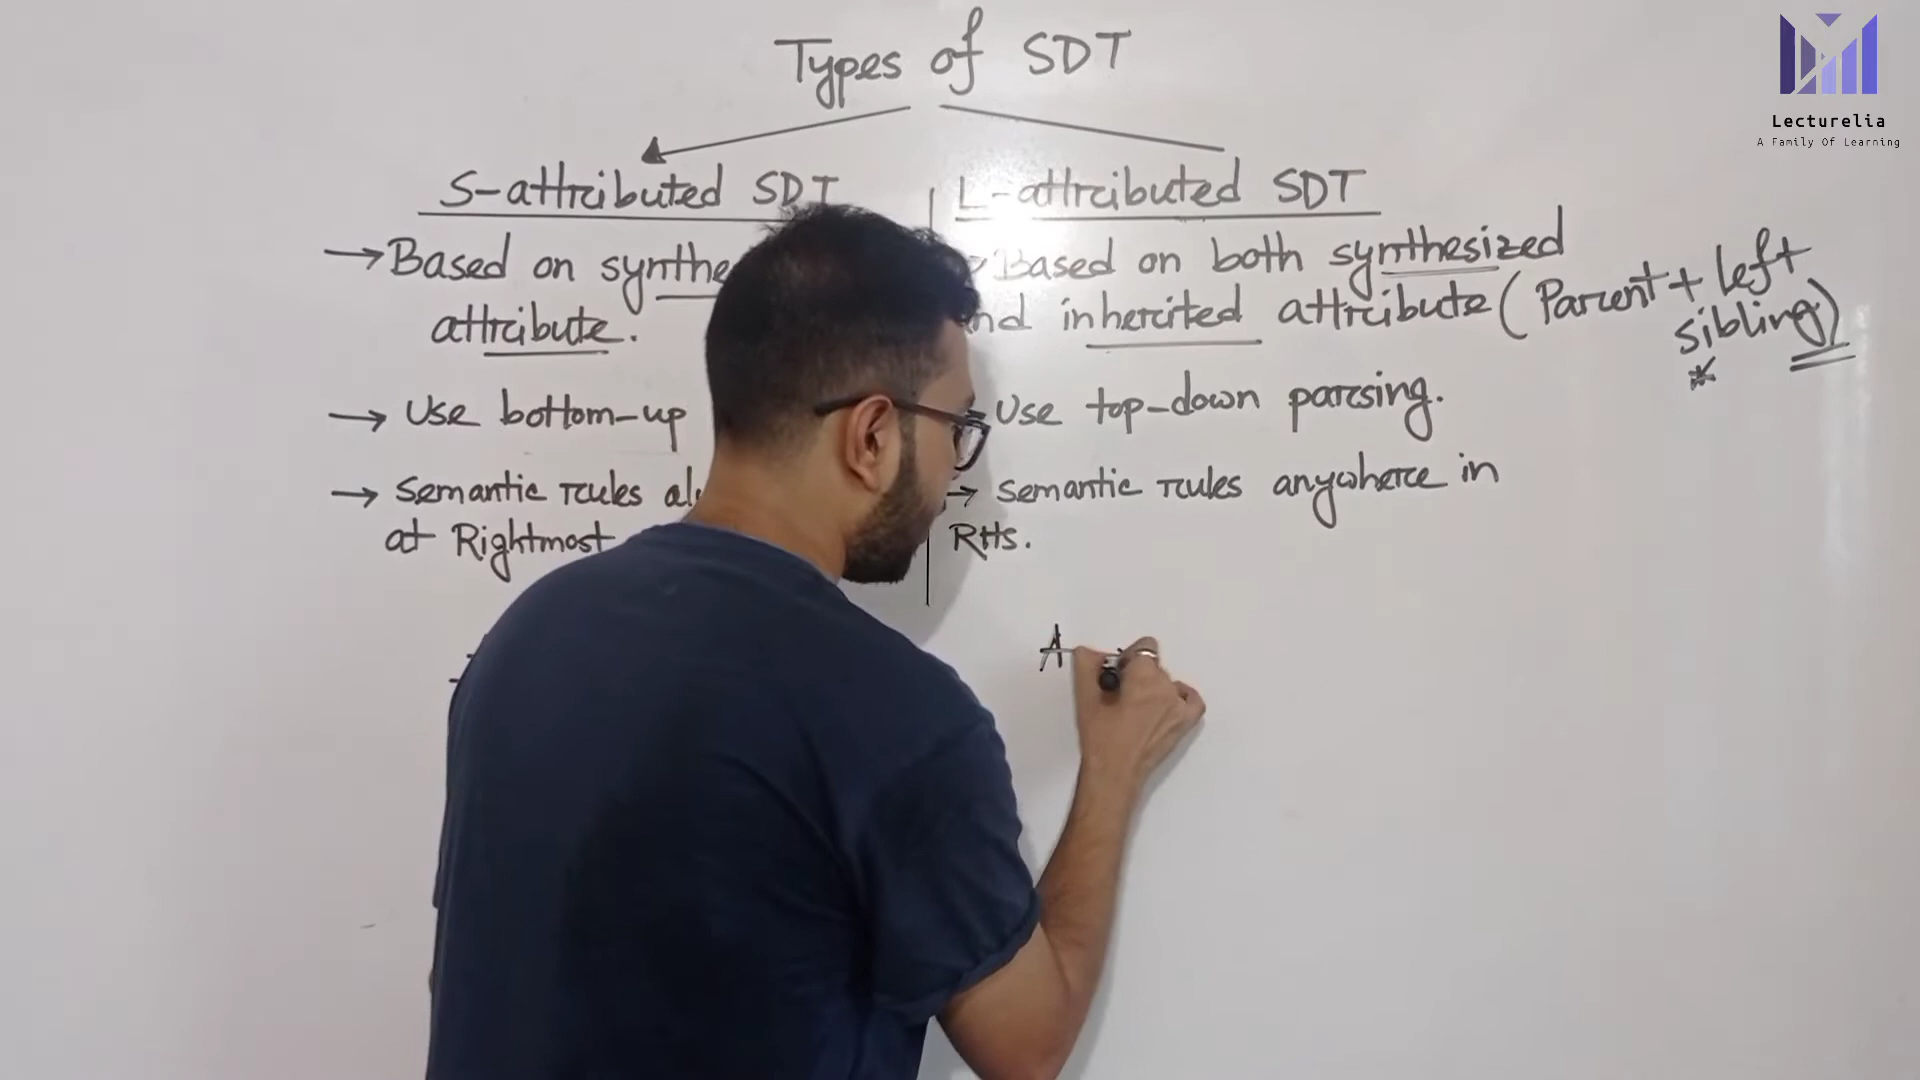 Types of SDT
Lecturelia
A Family Of Learning
S-attributed SDT
→ Based on synthe
attribute.
→ Use bottom-up
→ Semantic rules al
at Rightmost
L-attributed SDT
Based on both synthesized
and inherited attribute (Parent + left
sibling)
*
Use top-down parsing.
→ Semantic rules anywhere in
RHS.
A